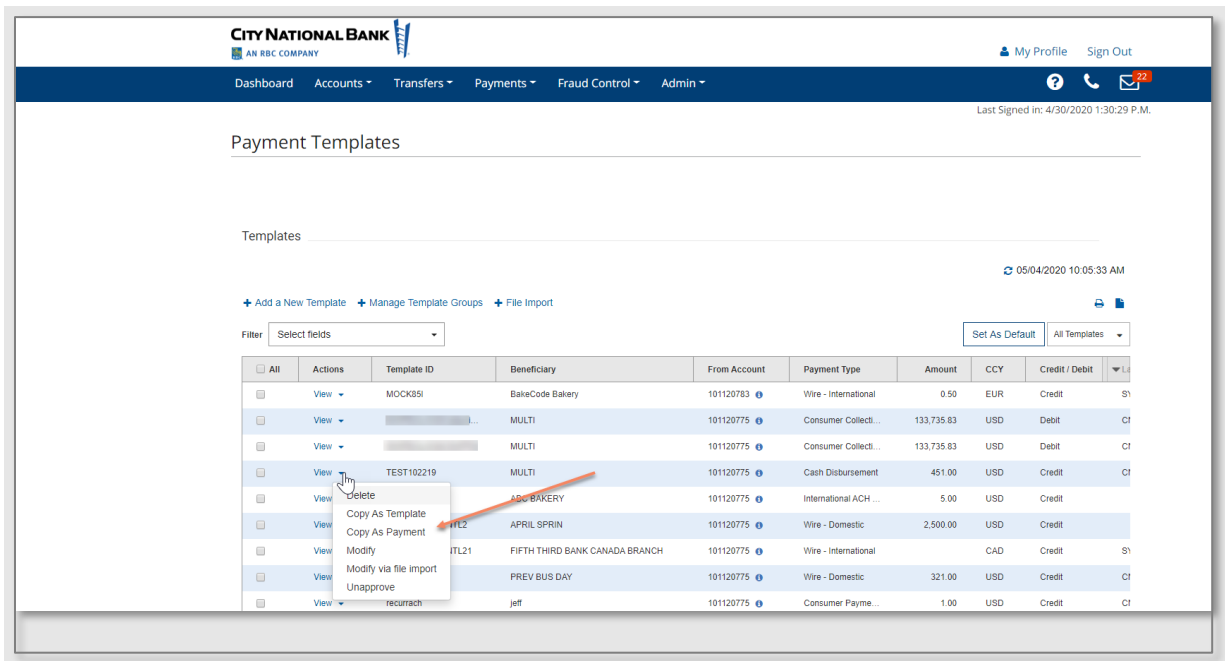 CITY NATIONAL BANK
AN RBC COMPANY
My Profile Sign Out
Dashboard Accounts Transfers Payments Fraud Control Admin 22
Last Signed in: 4/30/2020 1:30:29 P.M.
Payment Templates
Templates
05/04/2020 10:05:33 AM
+ Add a New Template + Manage Template Groups + File Import
Filter Select fields Set As Default All Templates
All Actions Template ID Beneficiary From Account Payment Type Amount CCY Credit / Debit
View MOCK85I BakeCode Bakery 101120783 Wire - International 0.50 EUR Credit
View MULTI 101120775 Consumer Collecti... 133,735.83 USD Debit
View MULTI 101120775 Consumer Collecti... 133,735.83 USD Debit
View TEST102219 MULTI 101120775 Cash Disbursement 451.00 USD Credit
View ABC BAKERY 101120775 International ACH ... 5.00 USD Credit
View APRIL SPRIN 101120775 Wire - Domestic 2,500.00 USD Credit
View FIFTH THIRD BANK CANADA BRANCH 101120775 Wire - International CAD Credit
View PREV BUS DAY 101120775 Wire - Domestic 321.00 USD Credit
View recurrach jeff 101120775 Consumer Payme... 1.00 USD Credit
Delete
Copy As Template
Copy As Payment
Modify
Modify via file import
Unapprove